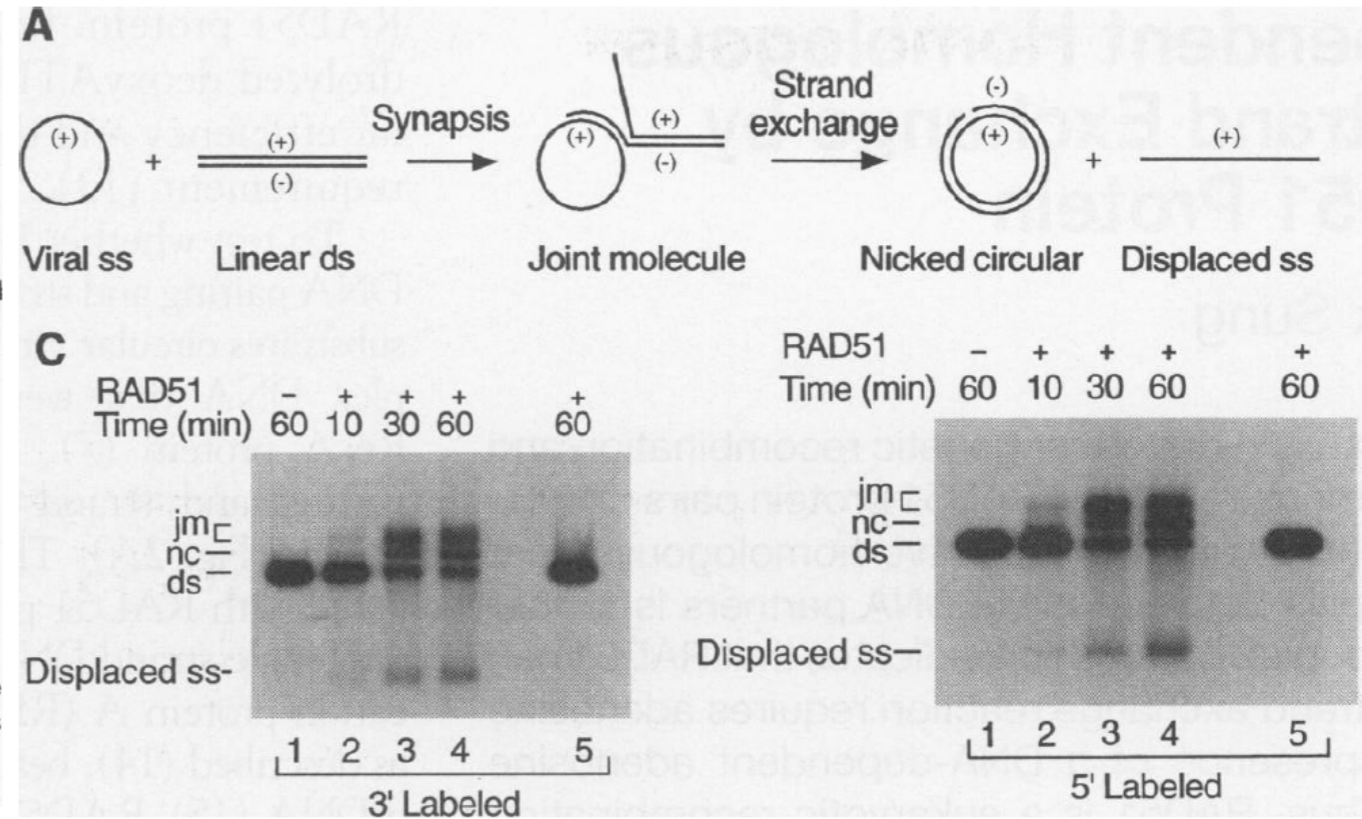 A
(+)
+
(+)
(-)
Synapsis
(+)
(+)
(-)
Strand
exchange
(-)
(+)
+
(+)
Viral ss
Linear ds
Joint molecule
Nicked circular
Displaced ss
C
RAD51 – + + + +
Time (min) 60 10 30 60 60
jm
nc
ds
Displaced ss-
1 2 3 4 5
3' Labeled
RAD51 – + + + +
Time (min) 60 10 30 60 60
jm
nc
ds
Displaced ss–
1 2 3 4 5
5' Labeled